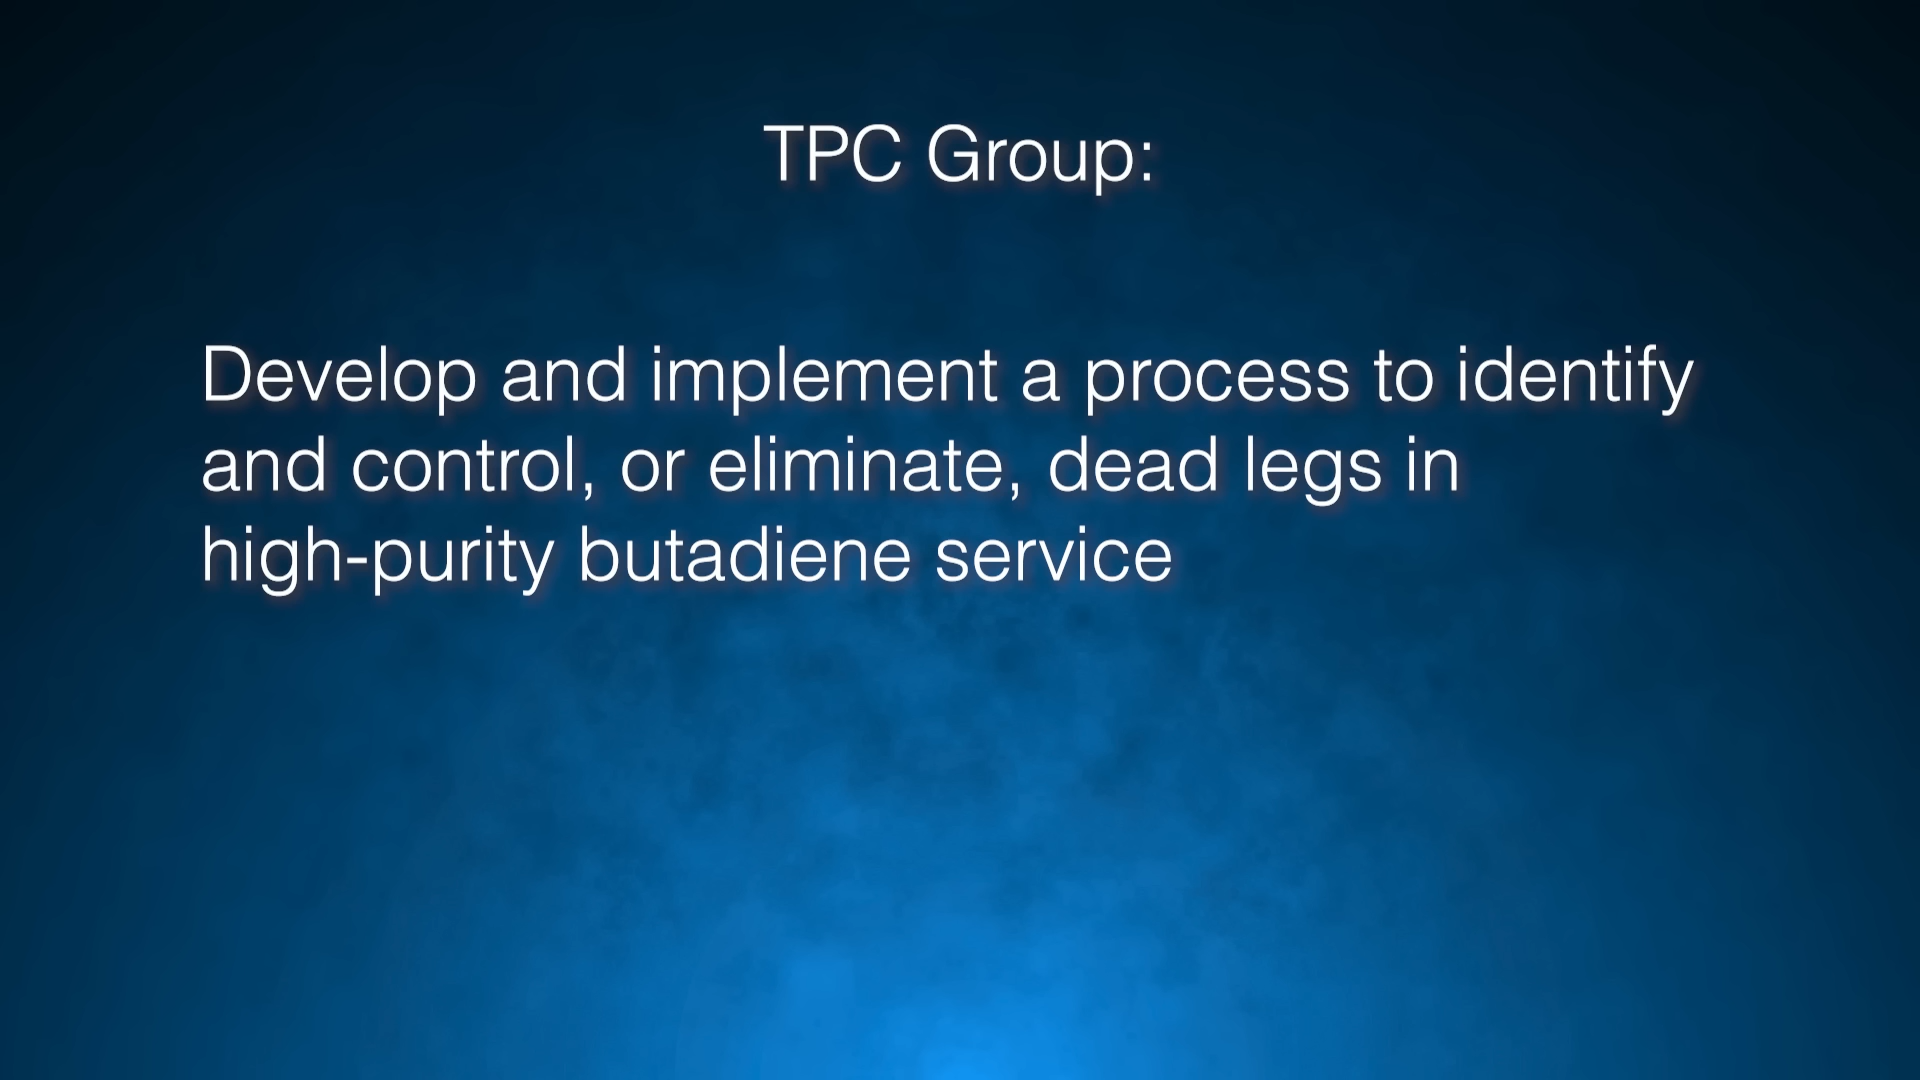 TPC Group:
Develop and implement a process to identify
and control, or eliminate, dead legs in
high-purity butadiene service